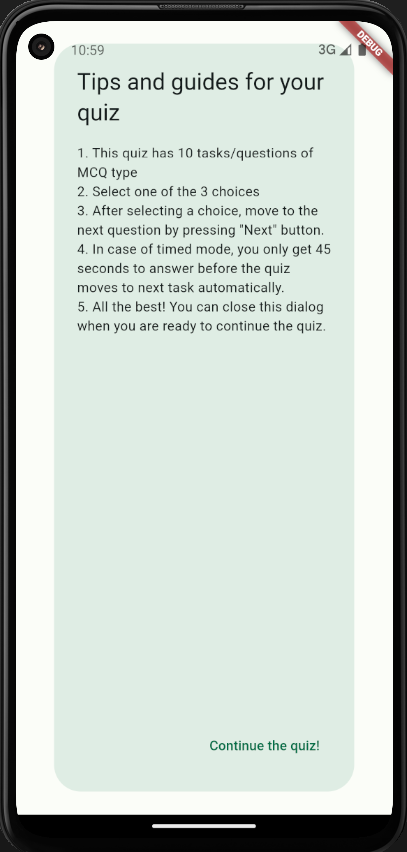 10:59
3G
DEBUG
Tips and guides for your
quiz
1. This quiz has 10 tasks/questions of
MCQ type
2. Select one of the 3 choices
3. After selecting a choice, move to the
next question by pressing "Next" button.
4. In case of timed mode, you only get 45
seconds to answer before the quiz
moves to next task automatically.
5. All the best! You can close this dialog
when you are ready to continue the quiz.
Continue the quiz!